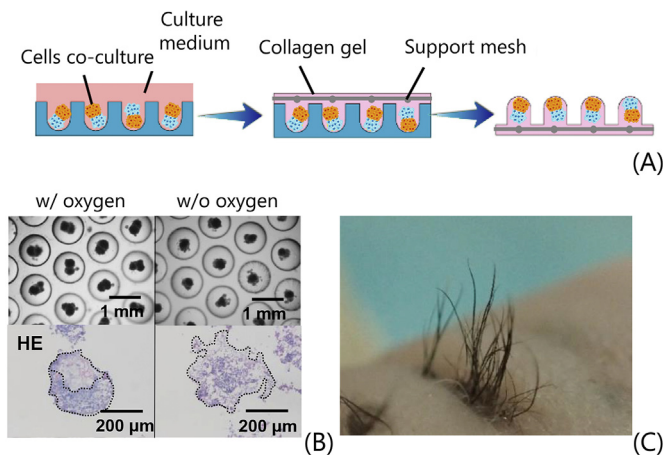 Culture
medium
Cells co-culture
Collagen gel
Support mesh
(A)
w/ oxygen
w/o oxygen
1 mm
1 mm
HE
200 µm
200 µm
(B)
(C)